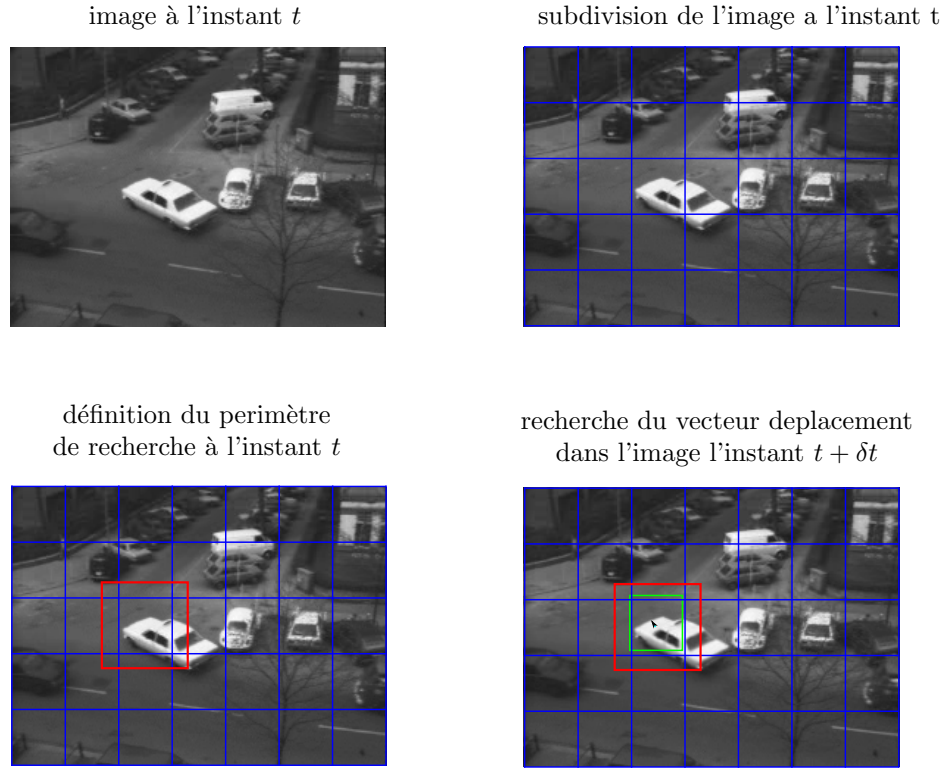 image à l'instant t
subdivision de l'image a l'instant t
définition du perimètre
de recherche à l'instant t
recherche du vecteur deplacement
dans l'image l'instant t + δt